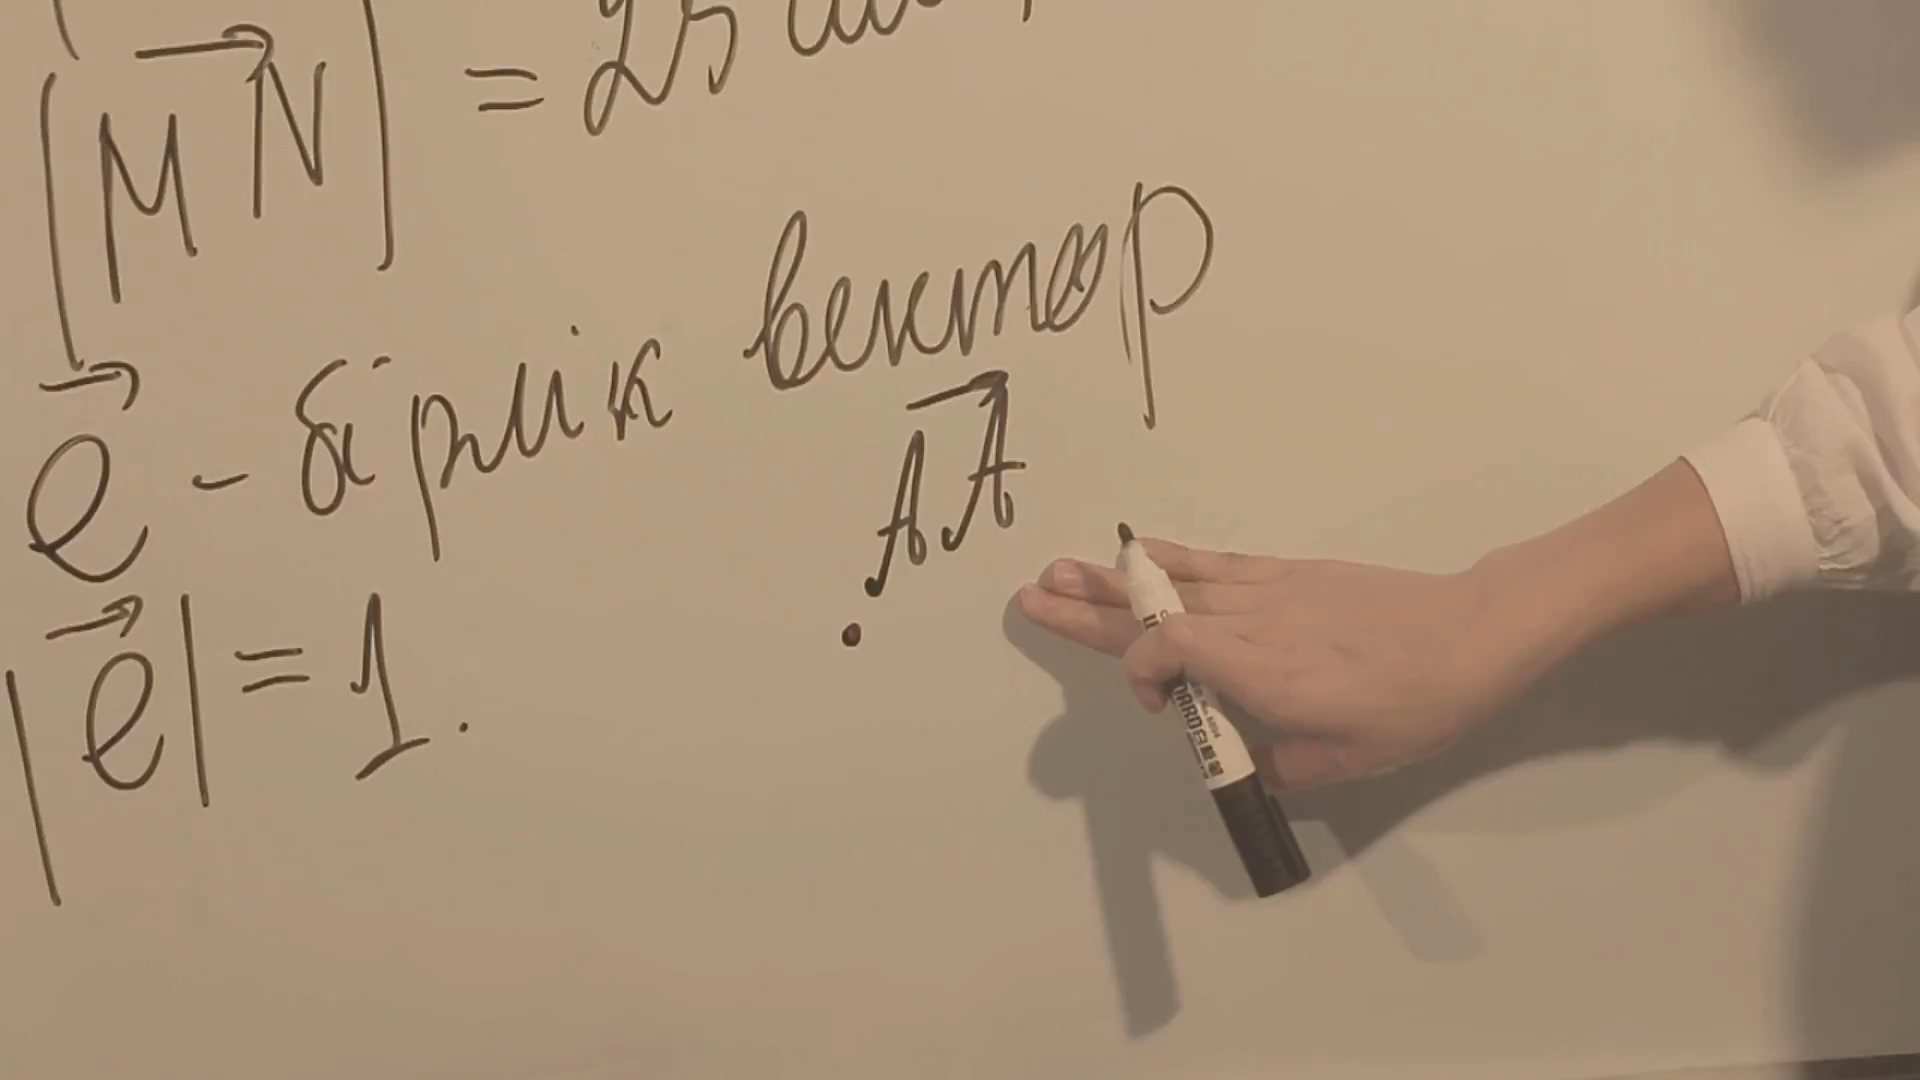 |MN| = 25
e - бірлік вектор
AA
|e| = 1.